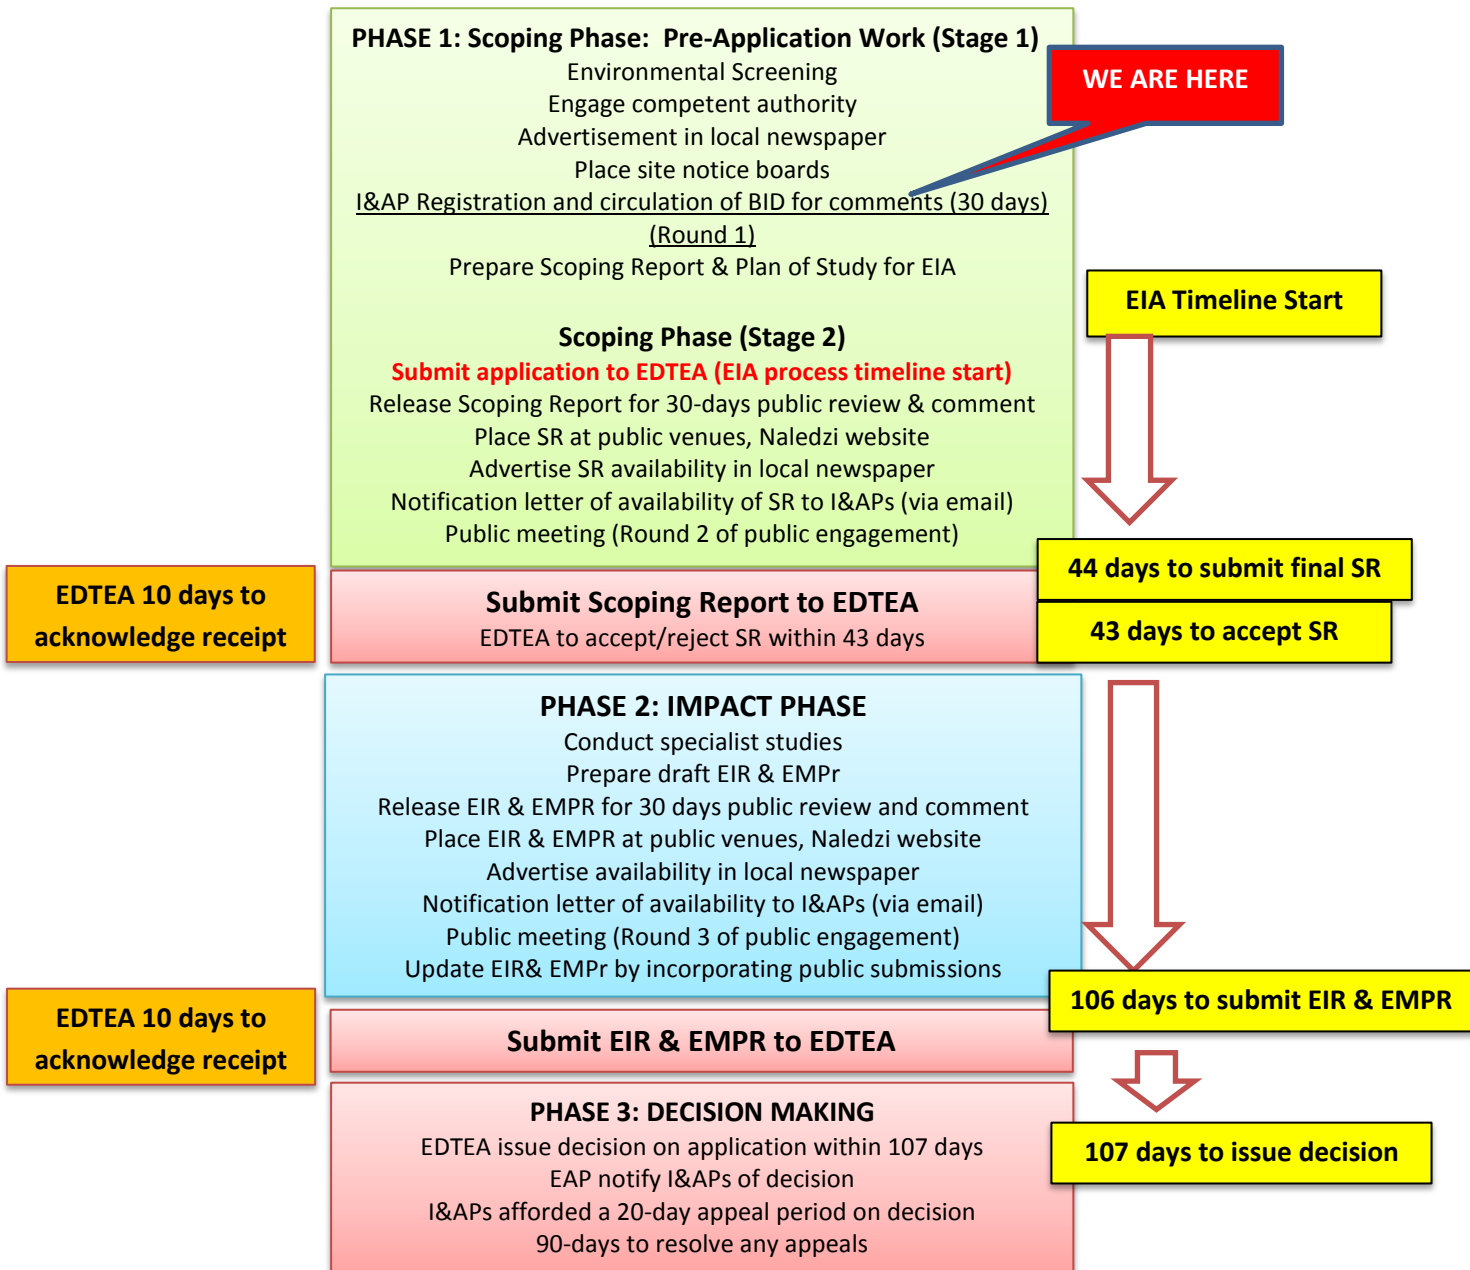 PHASE 1: Scoping Phase:  Pre-Application Work (Stage 1)
Environmental Screening
Engage competent authority
Advertisement in local newspaper
Place site notice boards
I&AP Registration and circulation of BID for comments (30 days)
(Round 1)
Prepare Scoping Report & Plan of Study for EIA
WE ARE HERE
EIA Timeline Start
Scoping Phase (Stage 2)
Submit application to EDTEA (EIA process timeline start)
Release Scoping Report for 30-days public review & comment
Place SR at public venues, Naledzi website
Advertise SR availability in local newspaper
Notification letter of availability of SR to I&APs (via email)
Public meeting (Round 2 of public engagement)
44 days to submit final SR
EDTEA 10 days to
acknowledge receipt
Submit Scoping Report to EDTEA
EDTEA to accept/reject SR within 43 days
43 days to accept SR
PHASE 2: IMPACT PHASE
Conduct specialist studies
Prepare draft EIR & EMPr
Release EIR & EMPR for 30 days public review and comment
Place EIR & EMPR at public venues, Naledzi website
Advertise availability in local newspaper
Notification letter of availability to I&APs (via email)
Public meeting (Round 3 of public engagement)
Update EIR& EMPr by incorporating public submissions
106 days to submit EIR & EMPR
EDTEA 10 days to
acknowledge receipt
Submit EIR & EMPR to EDTEA
PHASE 3: DECISION MAKING
EDTEA issue decision on application within 107 days
EAP notify I&APs of decision
I&APs afforded a 20-day appeal period on decision
90-days to resolve any appeals
107 days to issue decision